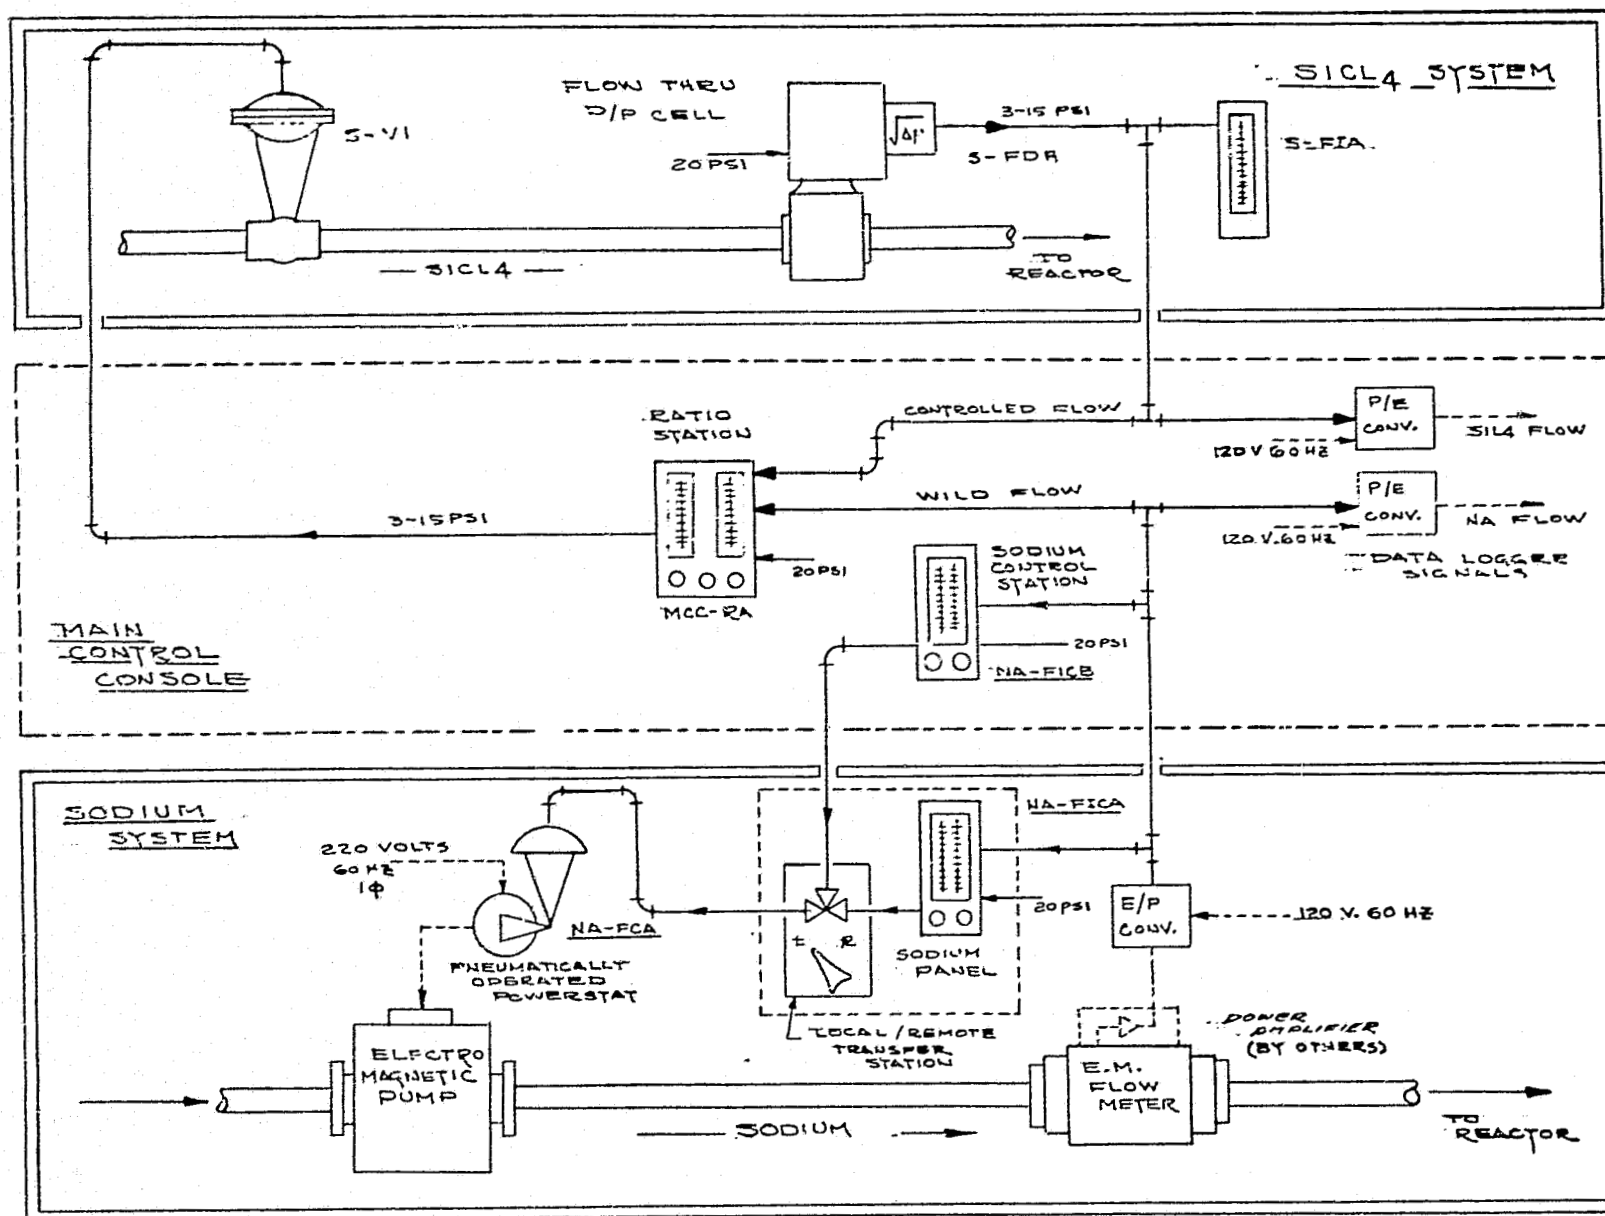 SICL4 SYSTEM
FLOW THRU
D/P CELL
S-V1
20 PSI
√ΔP
3-15 PSI
S-FDA
S-FIA.
SICL4
TO
REACTOR
RATIO
STATION
CONTROLLED FLOW
P/E
CONV.
SIL4 FLOW
120 V 60 HZ
WILD FLOW
P/E
CONV.
NA FLOW
120 V. 60 HZ
DATA LOGGER
SIGNALS
3-15 PSI
20 PSI
MCC-RA
SODIUM
CONTROL
STATION
20 PSI
NA-FICB
MAIN
CONTROL
CONSOLE
SODIUM
SYSTEM
220 VOLTS
60 HZ
1Φ
NA-FCA
PNEUMATICALLY
OPERATED
POWERSTAT
NA-FICA
20 PSI
SODIUM
PANEL
L R
LOCAL/REMOTE
TRANSFER
STATION
E/P
CONV.
120 V. 60 HZ
AMPLIFIER
(BY OTHERS)
ELECTRO
MAGNETIC
PUMP
E.M.
FLOW
METER
SODIUM
TO
REACTOR